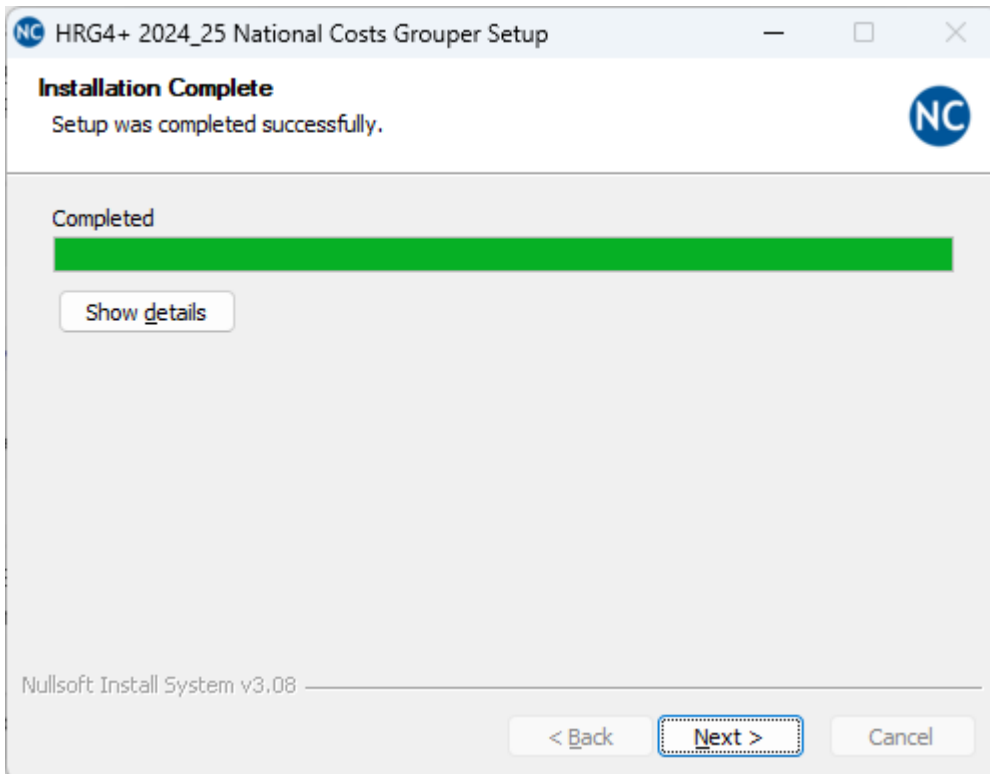 NC HRG4+ 2024_25 National Costs Grouper Setup
Installation Complete
Setup was completed successfully.
NC
Completed
Show details
Nullsoft Install System v3.08
< Back Next > Cancel